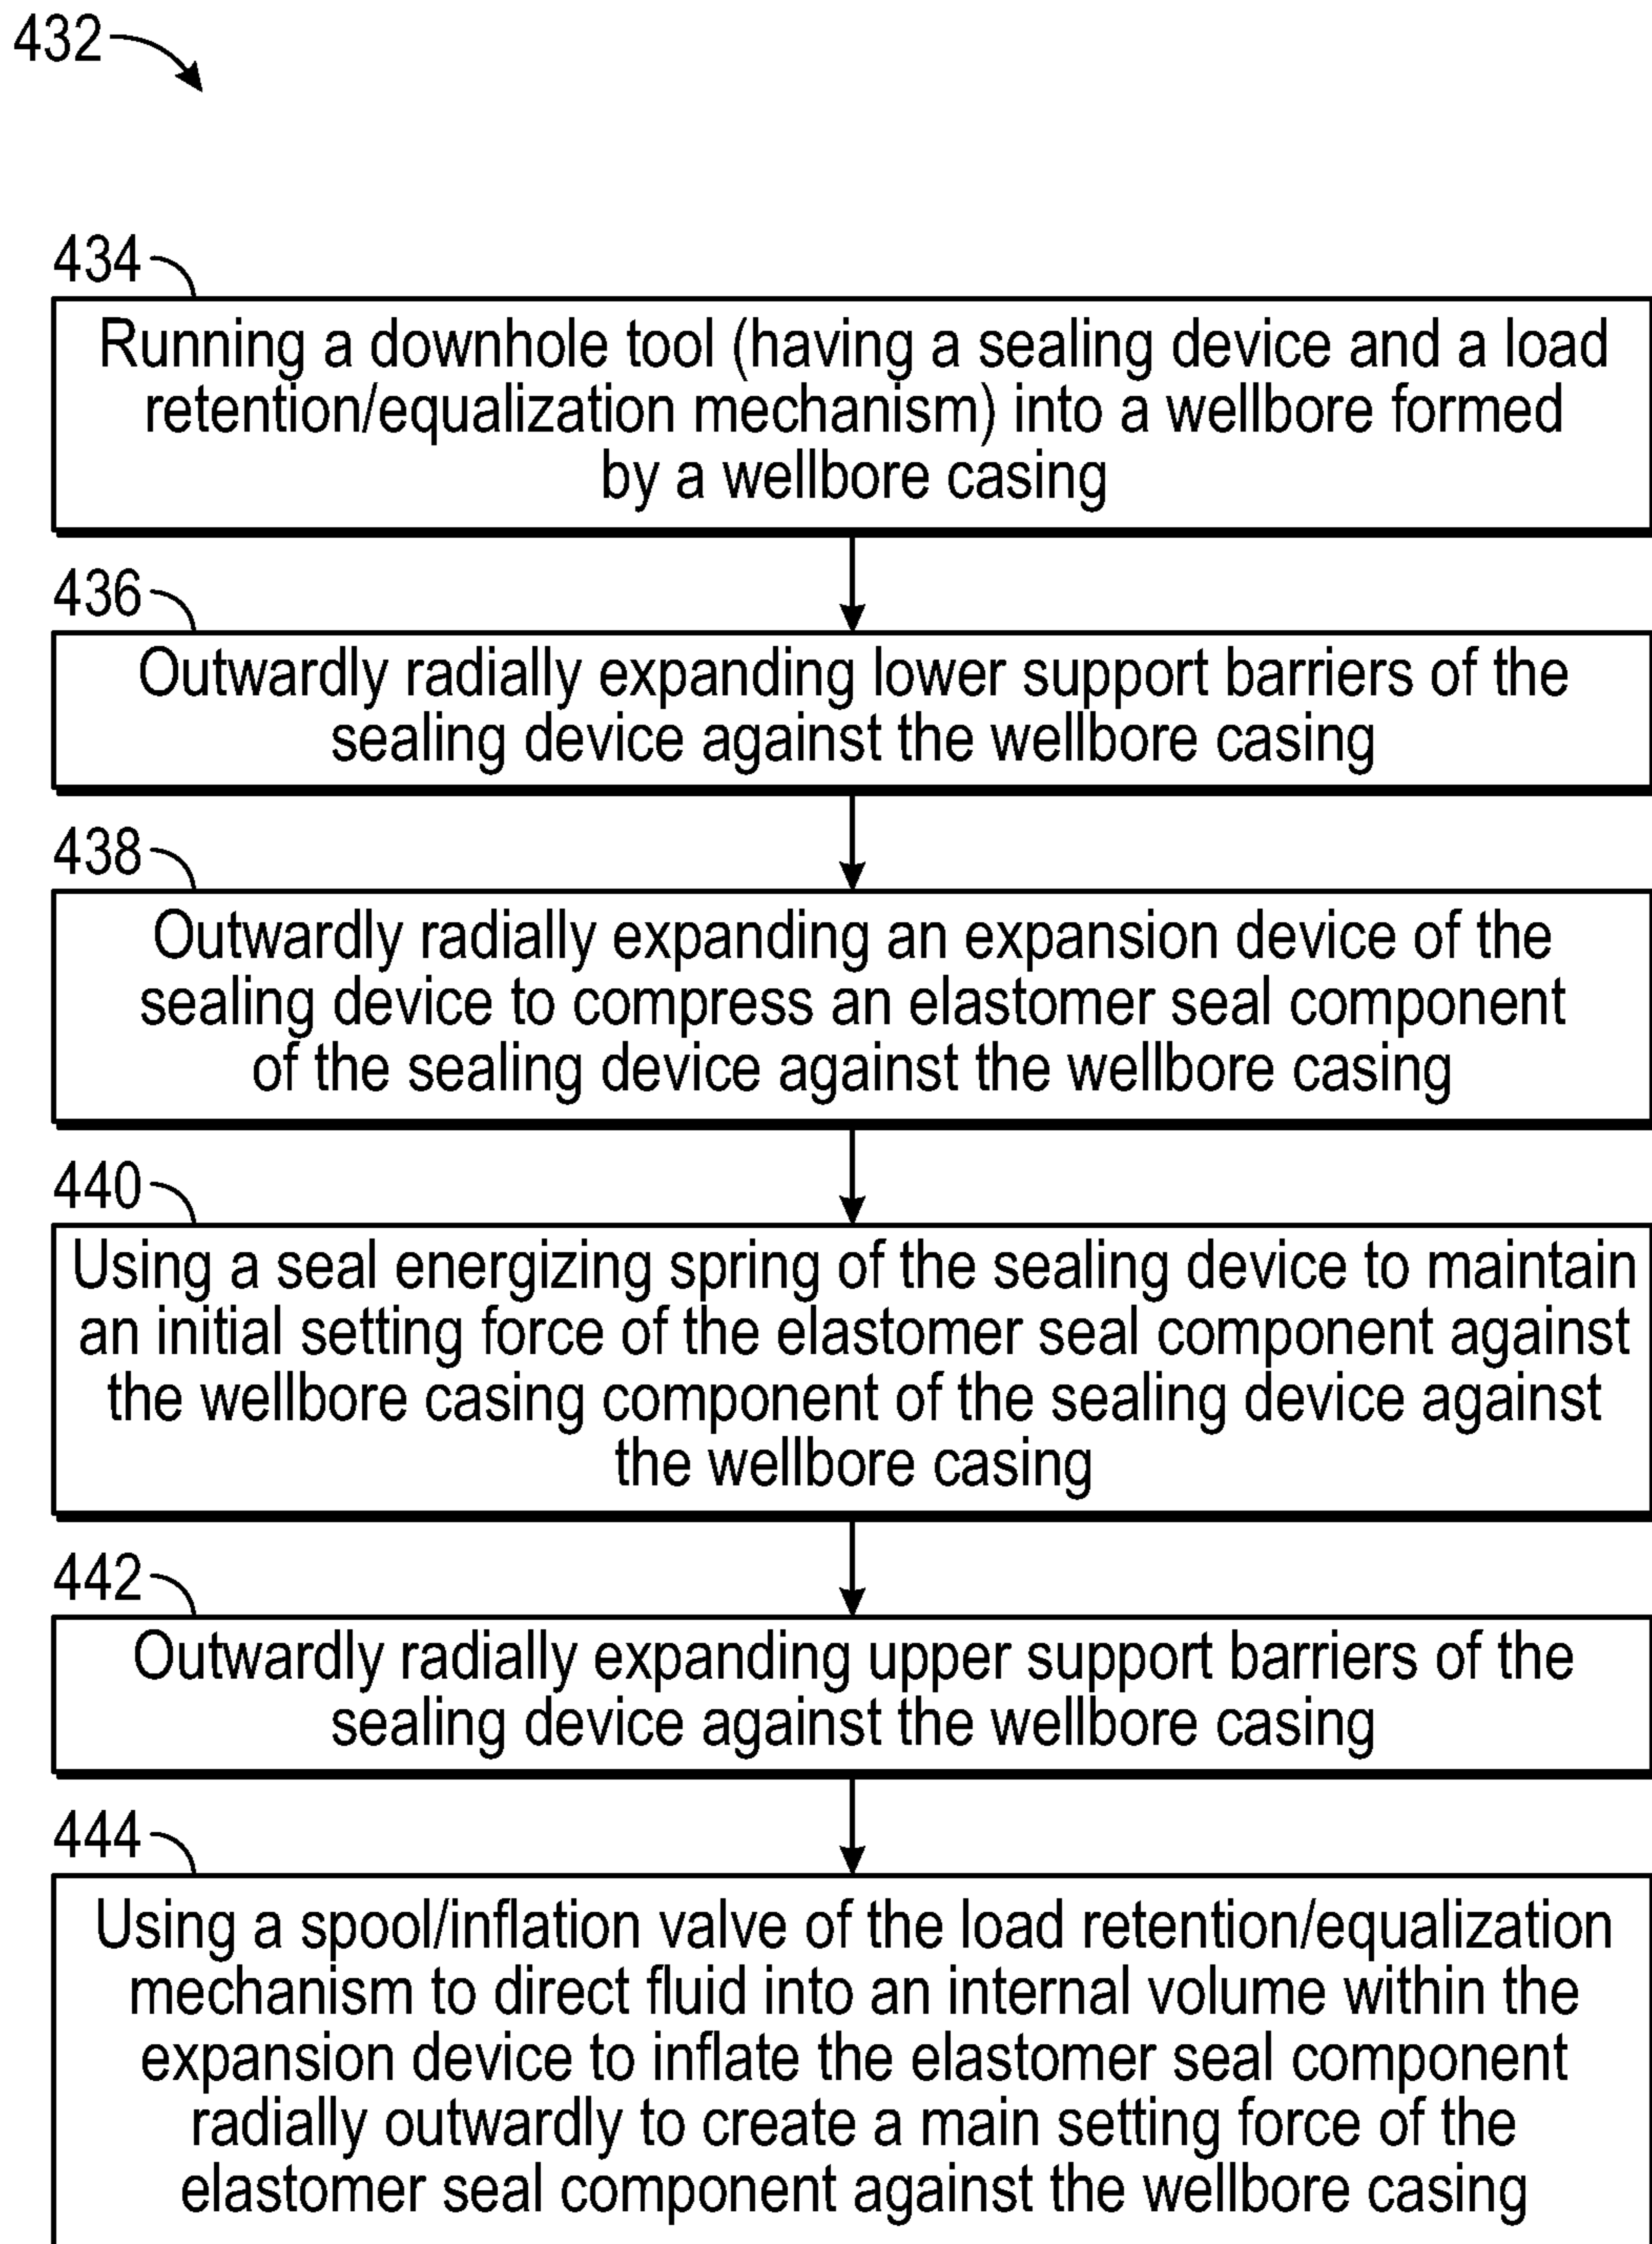 432
434
Running a downhole tool (having a sealing device and a load
retention/equalization mechanism) into a wellbore formed
by a wellbore casing
436
Outwardly radially expanding lower support barriers of the
sealing device against the wellbore casing
438
Outwardly radially expanding an expansion device of the
sealing device to compress an elastomer seal component
of the sealing device against the wellbore casing
440
Using a seal energizing spring of the sealing device to maintain
an initial setting force of the elastomer seal component against
the wellbore casing component of the sealing device against
the wellbore casing
442
Outwardly radially expanding upper support barriers of the
sealing device against the wellbore casing
444
Using a spool/inflation valve of the load retention/equalization
mechanism to direct fluid into an internal volume within the
expansion device to inflate the elastomer seal component
radially outwardly to create a main setting force of the
elastomer seal component against the wellbore casing